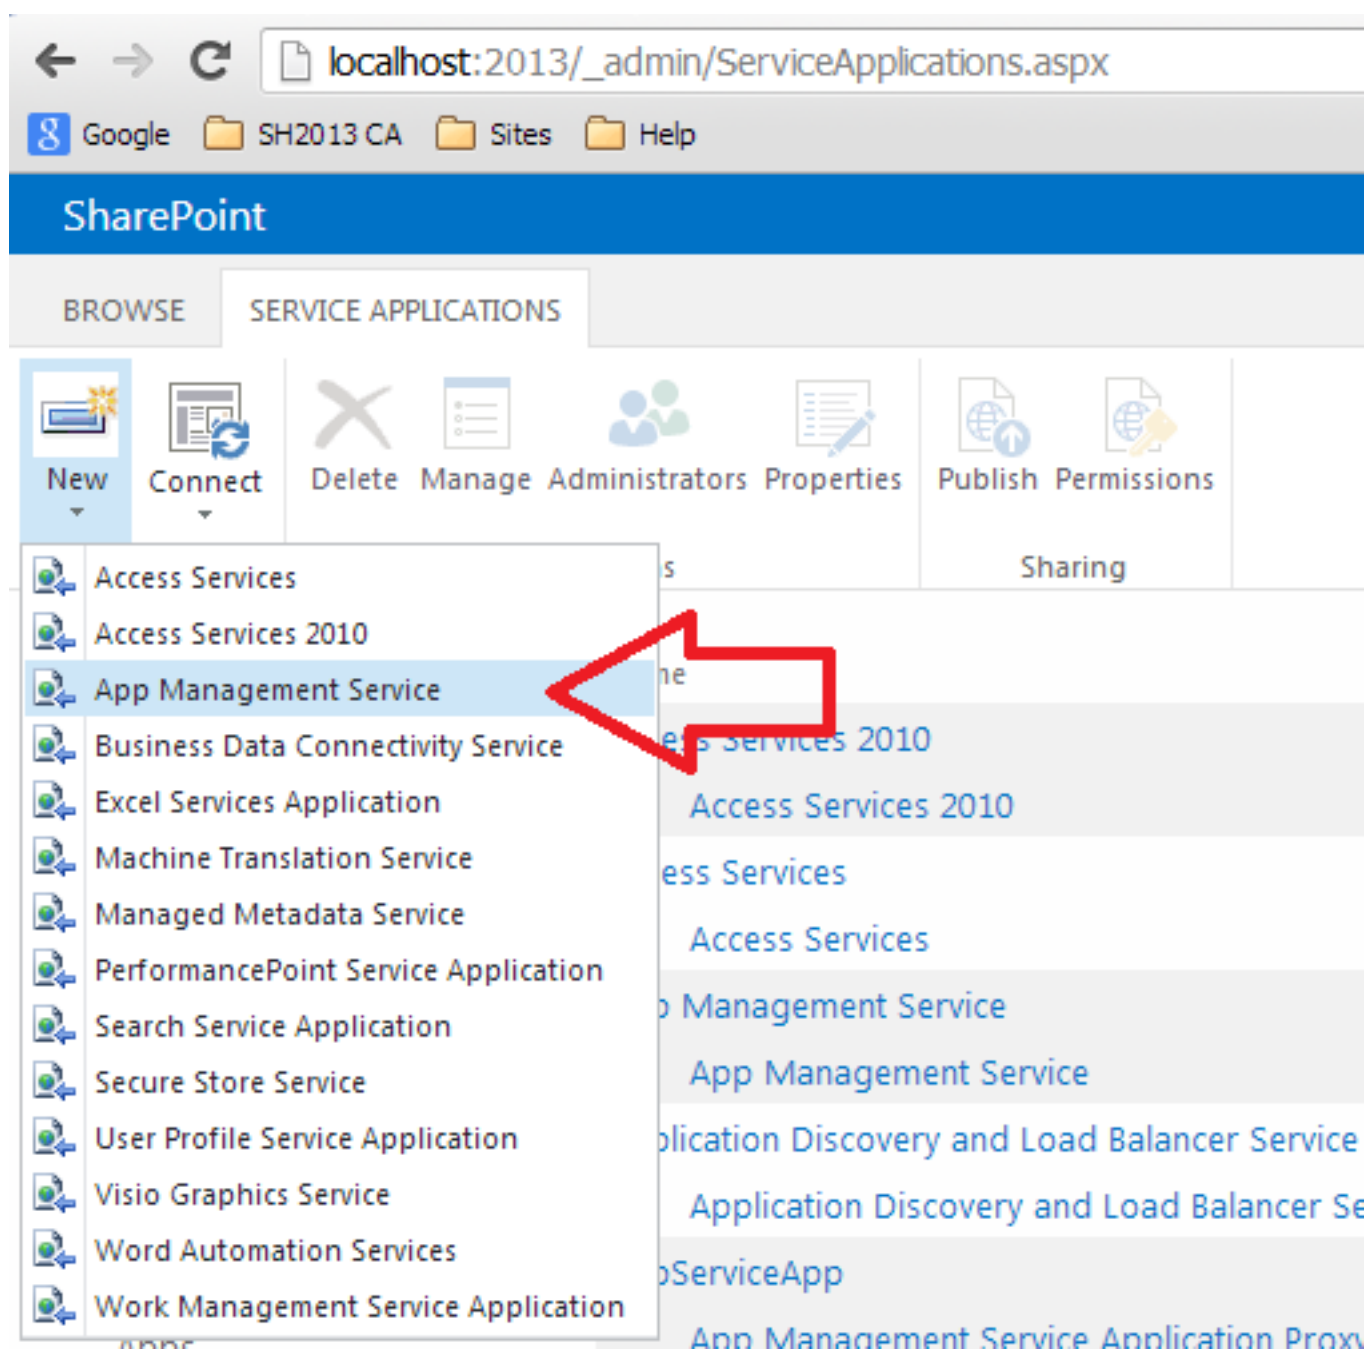 localhost:2013/_admin/ServiceApplications.aspx
Google SH2013 CA Sites Help
SharePoint
BROWSE SERVICE APPLICATIONS
New Connect Delete Manage Administrators Properties Publish Permissions
Sharing
Access Services
Access Services 2010
App Management Service
Business Data Connectivity Service
Excel Services Application
Machine Translation Service
Managed Metadata Service
PerformancePoint Service Application
Search Service Application
Secure Store Service
User Profile Service Application
Visio Graphics Service
Word Automation Services
Work Management Service Application
s
me
ess Services 2010
Access Services 2010
ess Services
Access Services
Management Service
App Management Service
plication Discovery and Load Balancer Service
Application Discovery and Load Balancer Se
ServiceApp
App Management Service Application Proxy
Apps